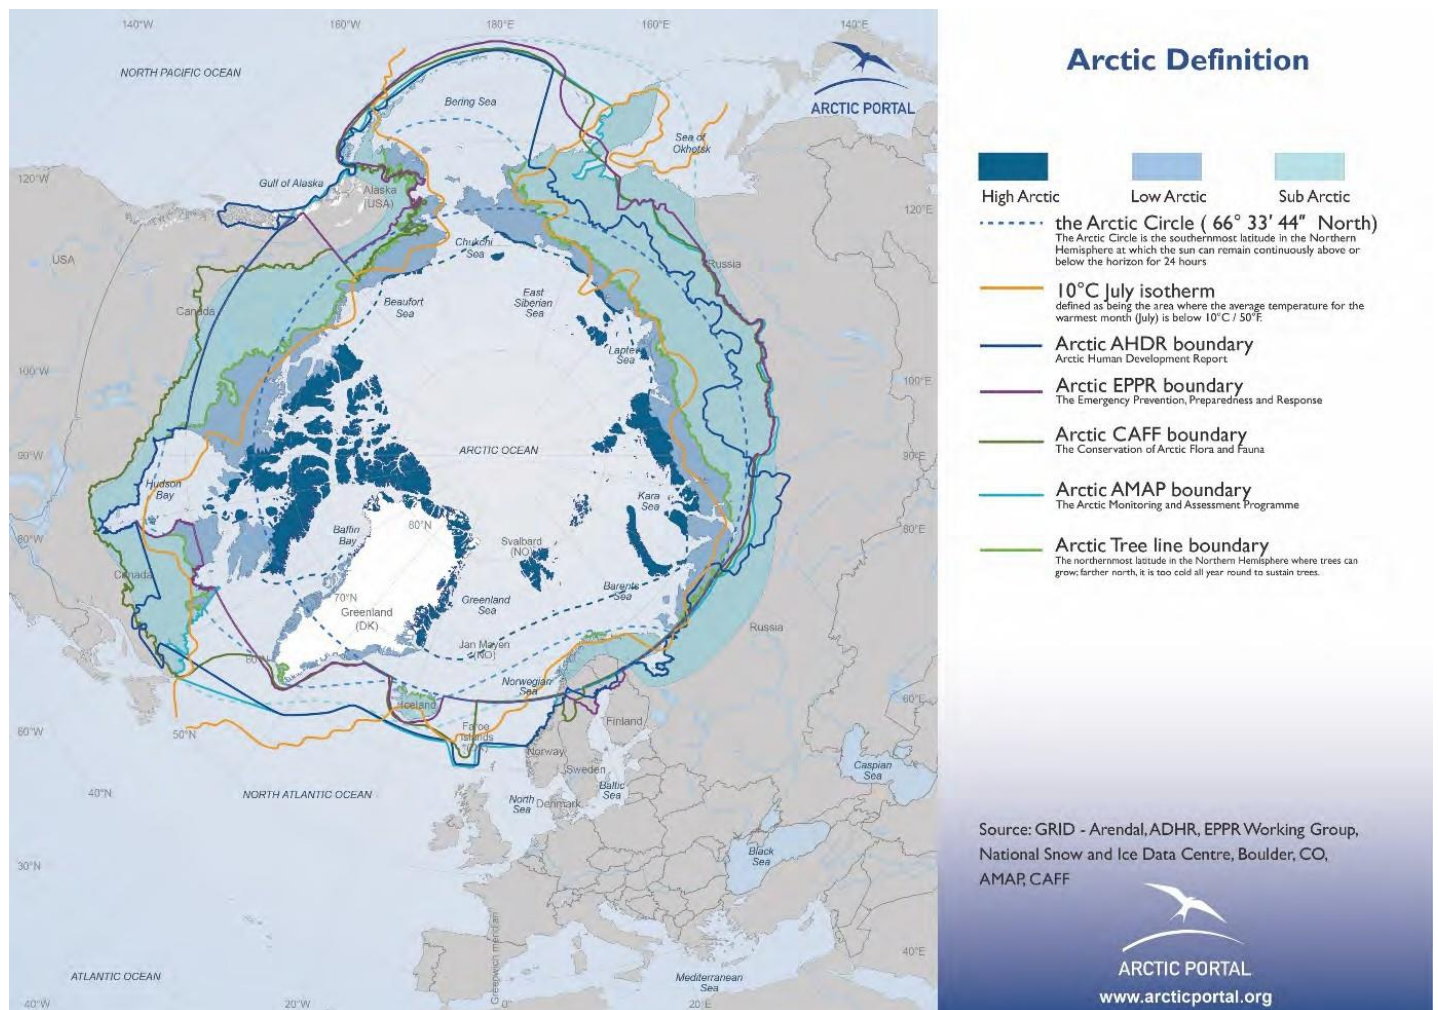 140°W
160°W
180°E
160°E
140°E
NORTH PACIFIC OCEAN
Bering Sea
ARCTIC PORTAL
Sea of
Okhotsk
120°W
Gulf of Alaska
Alaska
(USA)
120°E
USA
Chukchi
Sea
Russia
Beaufort
Sea
East
Siberian
Sea
Canada
Laptev
Sea
100°W
100°E
90°W
ARCTIC OCEAN
90°E
Hudson
Bay
Kara
Sea
Baffin
Bay
80°N
80°W
Svalbard
(NO)
80°E
Canada
Barents
Sea
70°N
Greenland
(DK)
Greenland
Sea
Russia
Jan Mayen
(NO)
60°N
Norwegian
Sea
Iceland
60°E
Faroe
Islands
Finland
60°W
50°N
Norway
Sweden
Caspian
Sea
40°N
NORTH ATLANTIC OCEAN
North
Sea
Denmark
Baltic
Sea
Black
Sea
30°N
Greenwich meridian
40°E
ATLANTIC OCEAN
Mediterranean
Sea
40°W
20°W
0°
20°E
Arctic Definition
High Arctic
Low Arctic
Sub Arctic
the Arctic Circle ( 66° 33′ 44″ North)
The Arctic Circle is the southernmost latitude in the Northern
Hemisphere at which the sun can remain continuously above or
below the horizon for 24 hours
10°C July isotherm
defined as being the area where the average temperature for the
warmest month (July) is below 10°C / 50°F.
Arctic AHDR boundary
Arctic Human Development Report
Arctic EPPR boundary
The Emergency Prevention, Preparedness and Response
Arctic CAFF boundary
The Conservation of Arctic Flora and Fauna
Arctic AMAP boundary
The Arctic Monitoring and Assessment Programme
Arctic Tree line boundary
The northernmost latitude in the Northern Hemisphere where trees can
grow; farther north, it is too cold all year round to sustain trees.
Source: GRID - Arendal, ADHR, EPPR Working Group,
National Snow and Ice Data Centre, Boulder, CO,
AMAP, CAFF
ARCTIC PORTAL
www.arcticportal.org